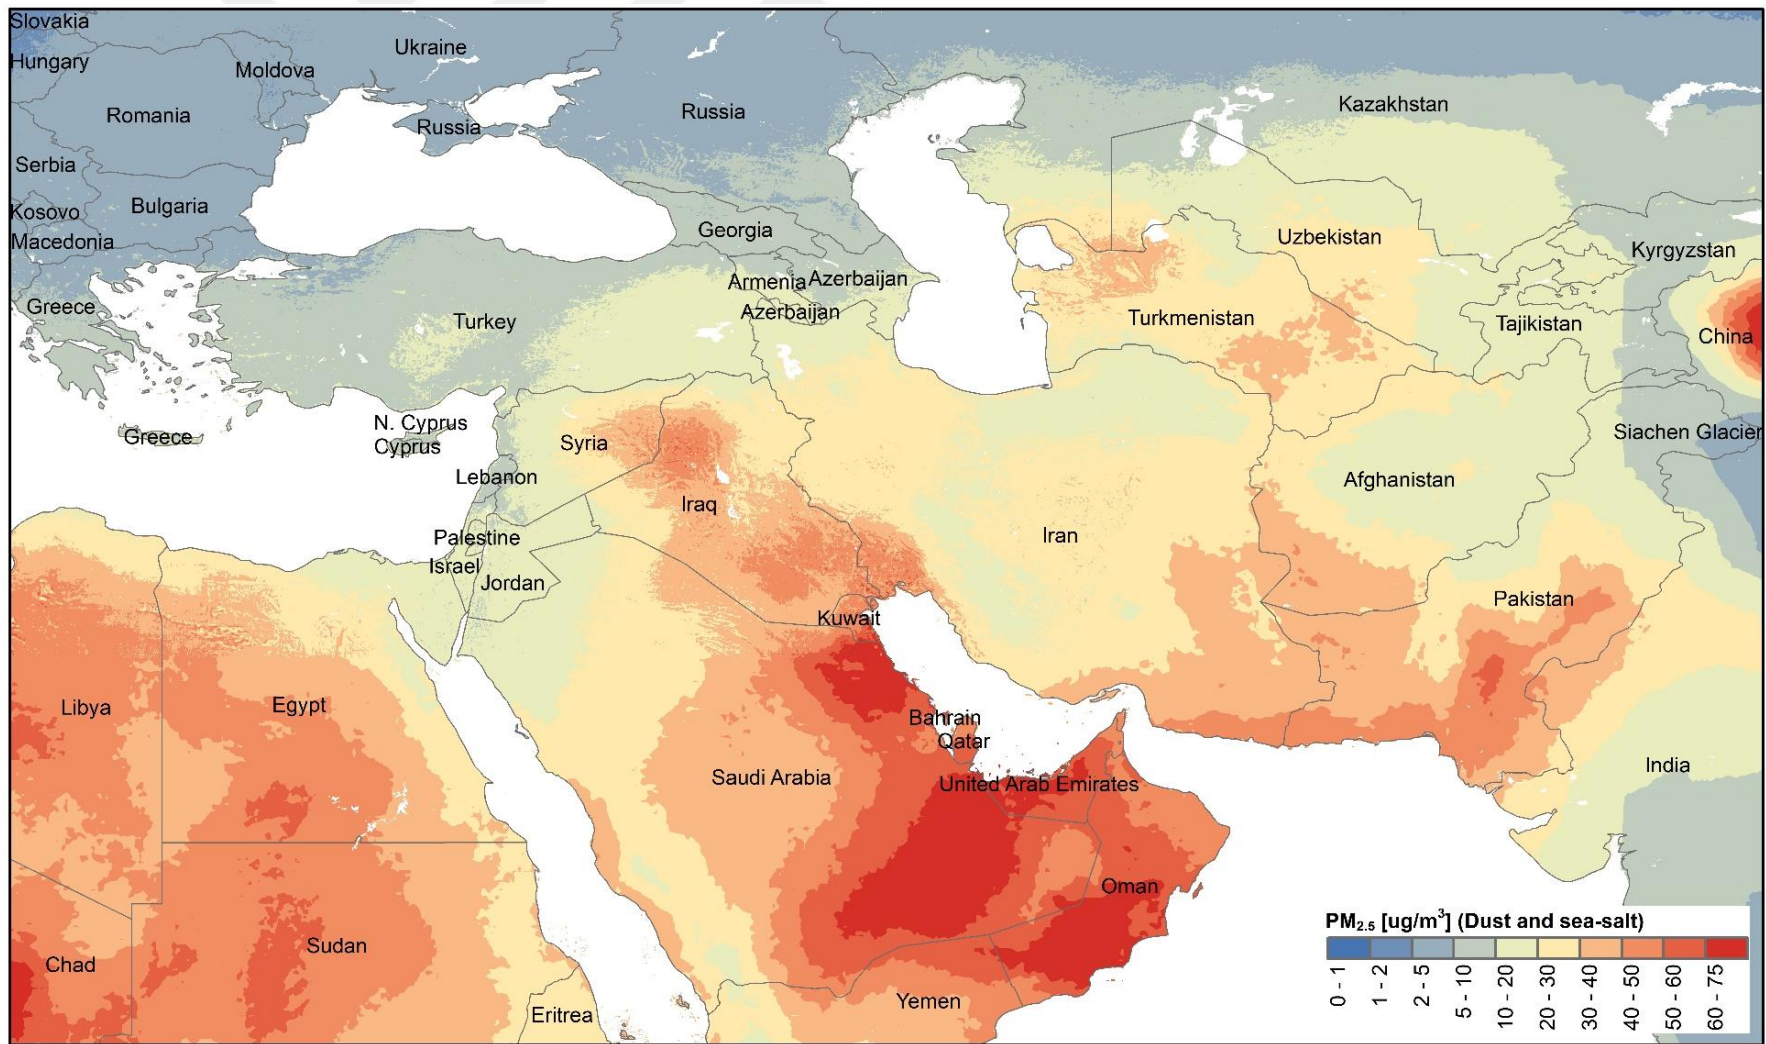 Slovakia
Ukraine
Hungary
Moldova
Kazakhstan
Romania
Russia
Russia
Serbia
Bulgaria
Kosovo
Georgia
Uzbekistan
Macedonia
Kyrgyzstan
Armenia
Azerbaijan
Greece
Azerbaijan
Turkey
Turkmenistan
Tajikistan
China
N. Cyprus
Greece
Cyprus
Syria
Siachen Glacier
Lebanon
Afghanistan
Iraq
Palestine
Iran
Israel
Jordan
Pakistan
Kuwait
Libya
Egypt
Bahrain
Qatar
Saudi Arabia
United Arab Emirates
India
Oman
Sudan
Chad
Yemen
Eritrea
PM2.5 [ug/m3] (Dust and sea-salt)
0 - 1
1 - 2
2 - 5
5 - 10
10 - 20
20 - 30
30 - 40
40 - 50
50 - 60
60 - 75